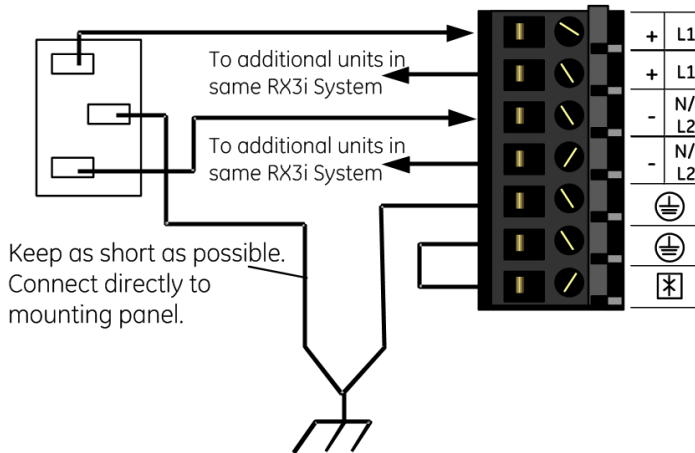 To additional units in
same RX3i System
To additional units in
same RX3i System
Keep as short as possible.
Connect directly to
mounting panel.
+ L1
+ L1
- N/
L2
- N/
L2